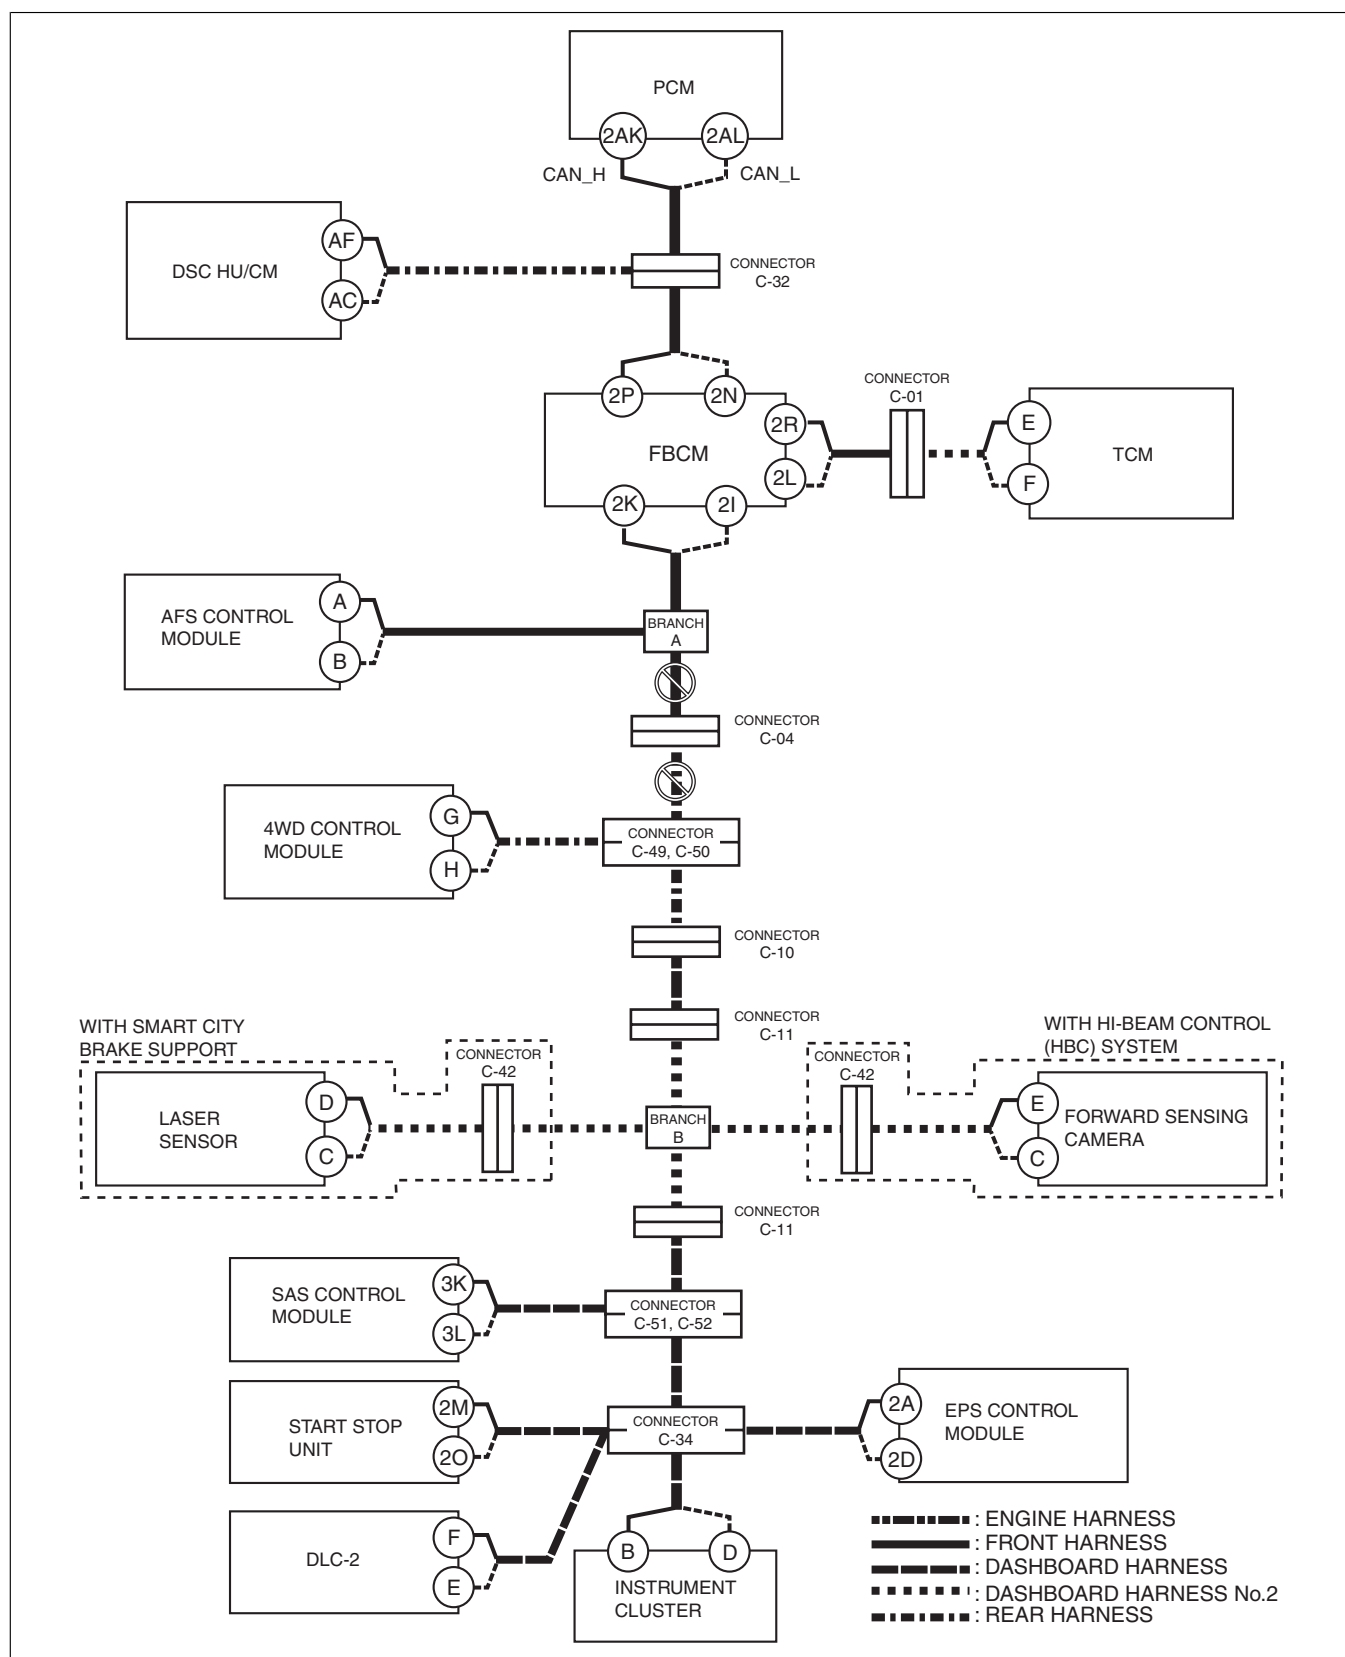 PCM
2AK
2AL
CAN_H
CAN_L
DSC HU/CM
AF
AC
CONNECTOR
C-32
2P
2N
FBCM
2R
2L
2K
2I
CONNECTOR
C-01
E
F
TCM
AFS CONTROL
MODULE
A
B
BRANCH
A
CONNECTOR
C-04
4WD CONTROL
MODULE
G
H
CONNECTOR
C-49, C-50
CONNECTOR
C-10
CONNECTOR
C-11
WITH SMART CITY
BRAKE SUPPORT
CONNECTOR
C-42
LASER
SENSOR
D
C
BRANCH
B
WITH HI-BEAM CONTROL
(HBC) SYSTEM
CONNECTOR
C-42
E
C
FORWARD SENSING
CAMERA
CONNECTOR
C-11
SAS CONTROL
MODULE
3K
3L
CONNECTOR
C-51, C-52
START STOP
UNIT
2M
2O
CONNECTOR
C-34
2A
2D
EPS CONTROL
MODULE
DLC-2
F
E
B
D
INSTRUMENT
CLUSTER
: ENGINE HARNESS
: FRONT HARNESS
: DASHBOARD HARNESS
: DASHBOARD HARNESS No.2
: REAR HARNESS